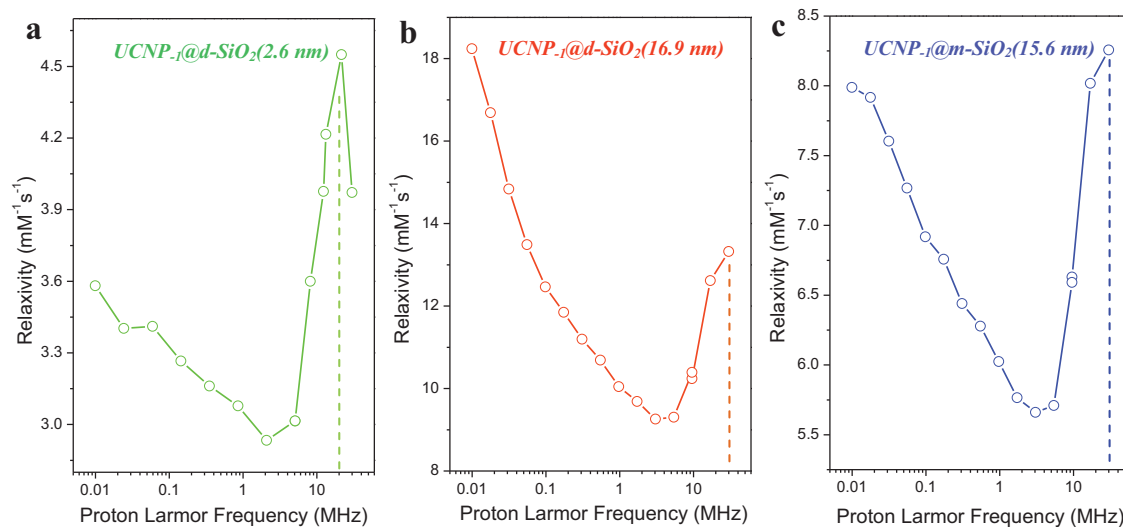 a
UCNP-1@d-SiO2(2.6 nm)
4.5
4.2
3.9
3.6
3.3
3.0
Relaxivity (mM-1s-1)
0.01 0.1 1 10
Proton Larmor Frequency (MHz)
b
UCNP-1@d-SiO2(16.9 nm)
18
16
14
12
10
8
Relaxivity (mM-1s-1)
0.01 0.1 1 10
Proton Larmor Frequency (MHz)
c
UCNP-1@m-SiO2(15.6 nm)
8.5
8.0
7.5
7.0
6.5
6.0
5.5
Relaxivity (mM-1s-1)
0.01 0.1 1 10
Proton Larmor Frequency (MHz)